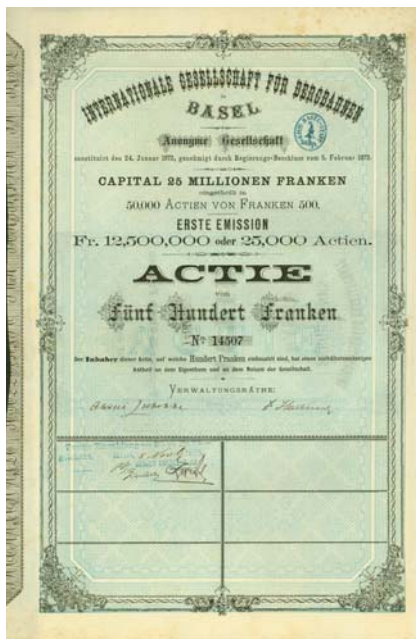 INTERNATIONALE GESELLSCHAFT FÜR BERGBAHNEN
in
BASEL
Anonyme Gesellschaft
constituirt den 24. Januar 1873, genehmigt durch Regierungs-Beschluss vom 5. Februar 1873.
CAPITAL 25 MILLIONEN FRANKEN
eingetheilt in
50,000 ACTIEN VON FRANKEN 500.
ERSTE EMISSION
Fr. 12,500,000 oder 25,000 Actien.
ACTIE
von
Fünf Hundert Franken
No 14507
Der Inhaber dieser Actie, auf welche Hundert Franken einbezahlt sind, hat einen verhältnissmässigen
Antheil an dem Eigenthum und an dem Nutzen der Gesellschaft.
VERWALTUNGSRÄTHE: